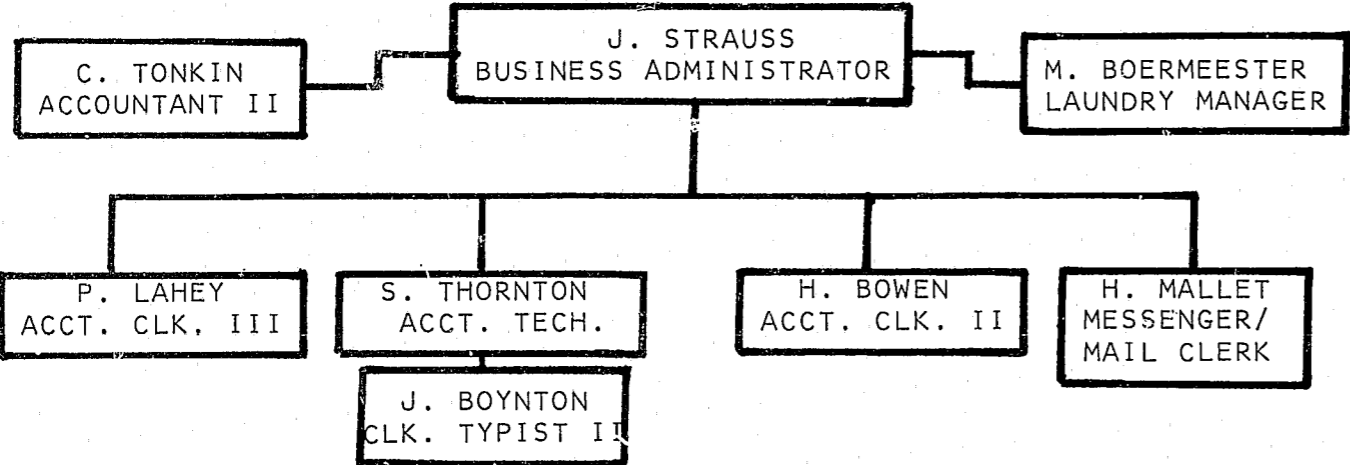 J. STRAUSS
BUSINESS ADMINISTRATOR
C. TONKIN
ACCOUNTANT II
M. BOERMEESTER
LAUNDRY MANAGER
P. LAHEY
ACCT. CLK. III
S. THORNTON
ACCT. TECH.
J. BOYNTON
CLK. TYPIST II
H. BOWEN
ACCT. CLK. II
H. MALLET
MESSENGER/
MAIL CLERK